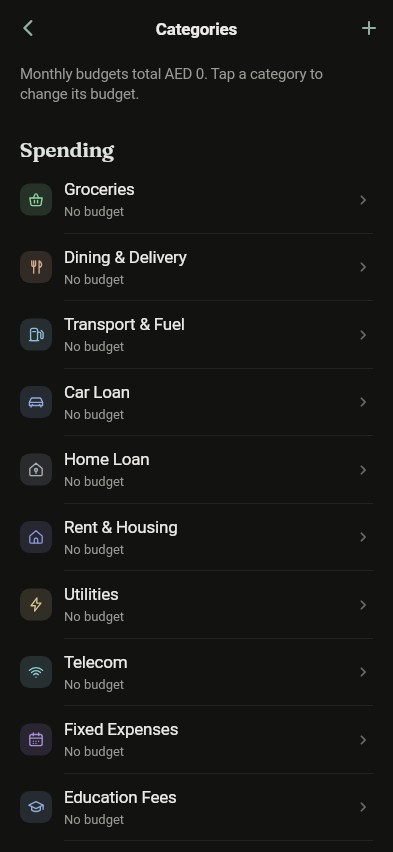 Categories
Monthly budgets total AED 0. Tap a category to
change its budget.
Spending
Groceries
No budget
Dining & Delivery
No budget
Transport & Fuel
No budget
Car Loan
No budget
Home Loan
No budget
Rent & Housing
No budget
Utilities
No budget
Telecom
No budget
Fixed Expenses
No budget
Education Fees
No budget